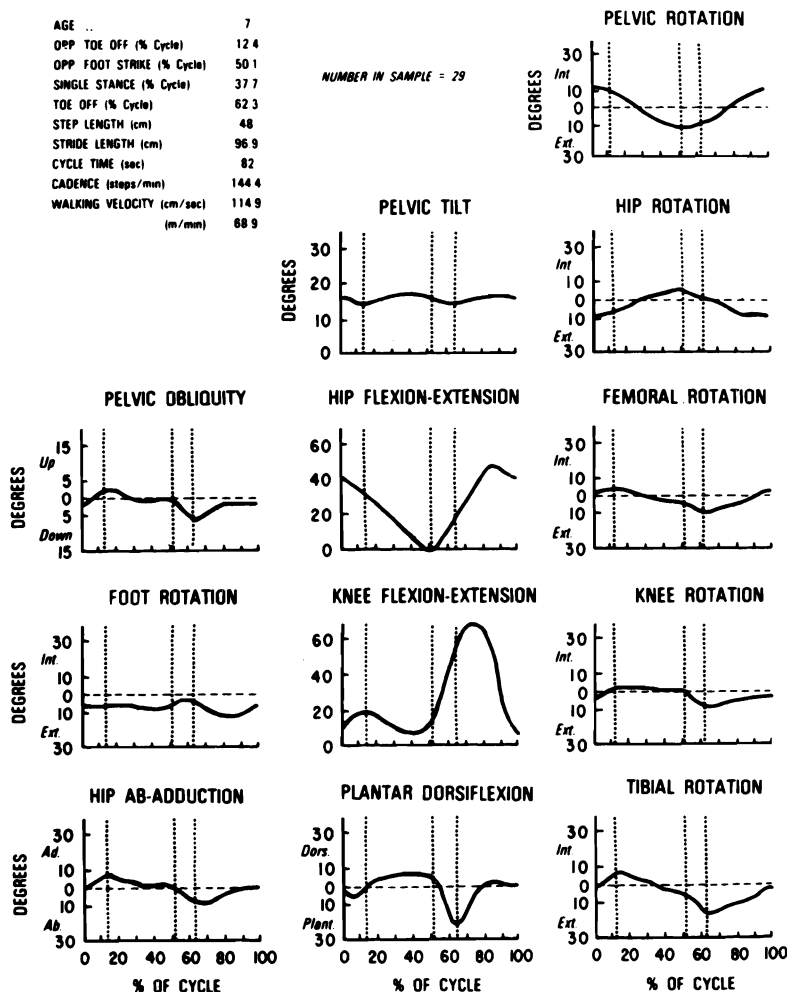 AGE .. 7
OPP TOE OFF (% Cycle) 12 4
OPP FOOT STRIKE (% Cycle) 50 1
SINGLE STANCE (% Cycle) 37 7
TOE OFF (% Cycle) 62 3
STEP LENGTH (cm) 48
STRIDE LENGTH (cm) 96.9
CYCLE TIME (sec) 82
CADENCE (steps/min) 144 4
WALKING VELOCITY (cm/sec) 114 9
(m/min) 68 9
NUMBER IN SAMPLE = 29
PELVIC ROTATION
DEGREES
30
Int
10
0
10
Ext.
30
PELVIC TILT
DEGREES
30
20
10
0
HIP ROTATION
30
Int
10
0
10
Ext.
30
PELVIC OBLIQUITY
DEGREES
15
Up
5
0
5
Down
15
HIP FLEXION-EXTENSION
60
40
20
0
FEMORAL ROTATION
30
Int.
10
0
10
Ext.
30
FOOT ROTATION
DEGREES
30
Int.
10
0
10
Ext.
30
KNEE FLEXION-EXTENSION
60
40
20
0
KNEE ROTATION
30
Int.
10
0
10
Ext.
30
HIP AB-ADDUCTION
DEGREES
30
Ad.
10
0
10
Ab.
30
0 20 40 60 80 100
% OF CYCLE
PLANTAR DORSIFLEXION
30
Dors.
10
0
10
Plant.
30
0 20 40 60 80 100
% OF CYCLE
TIBIAL ROTATION
30
Int
10
0
10
Ext.
30
0 20 40 60 80 100
% OF CYCLE